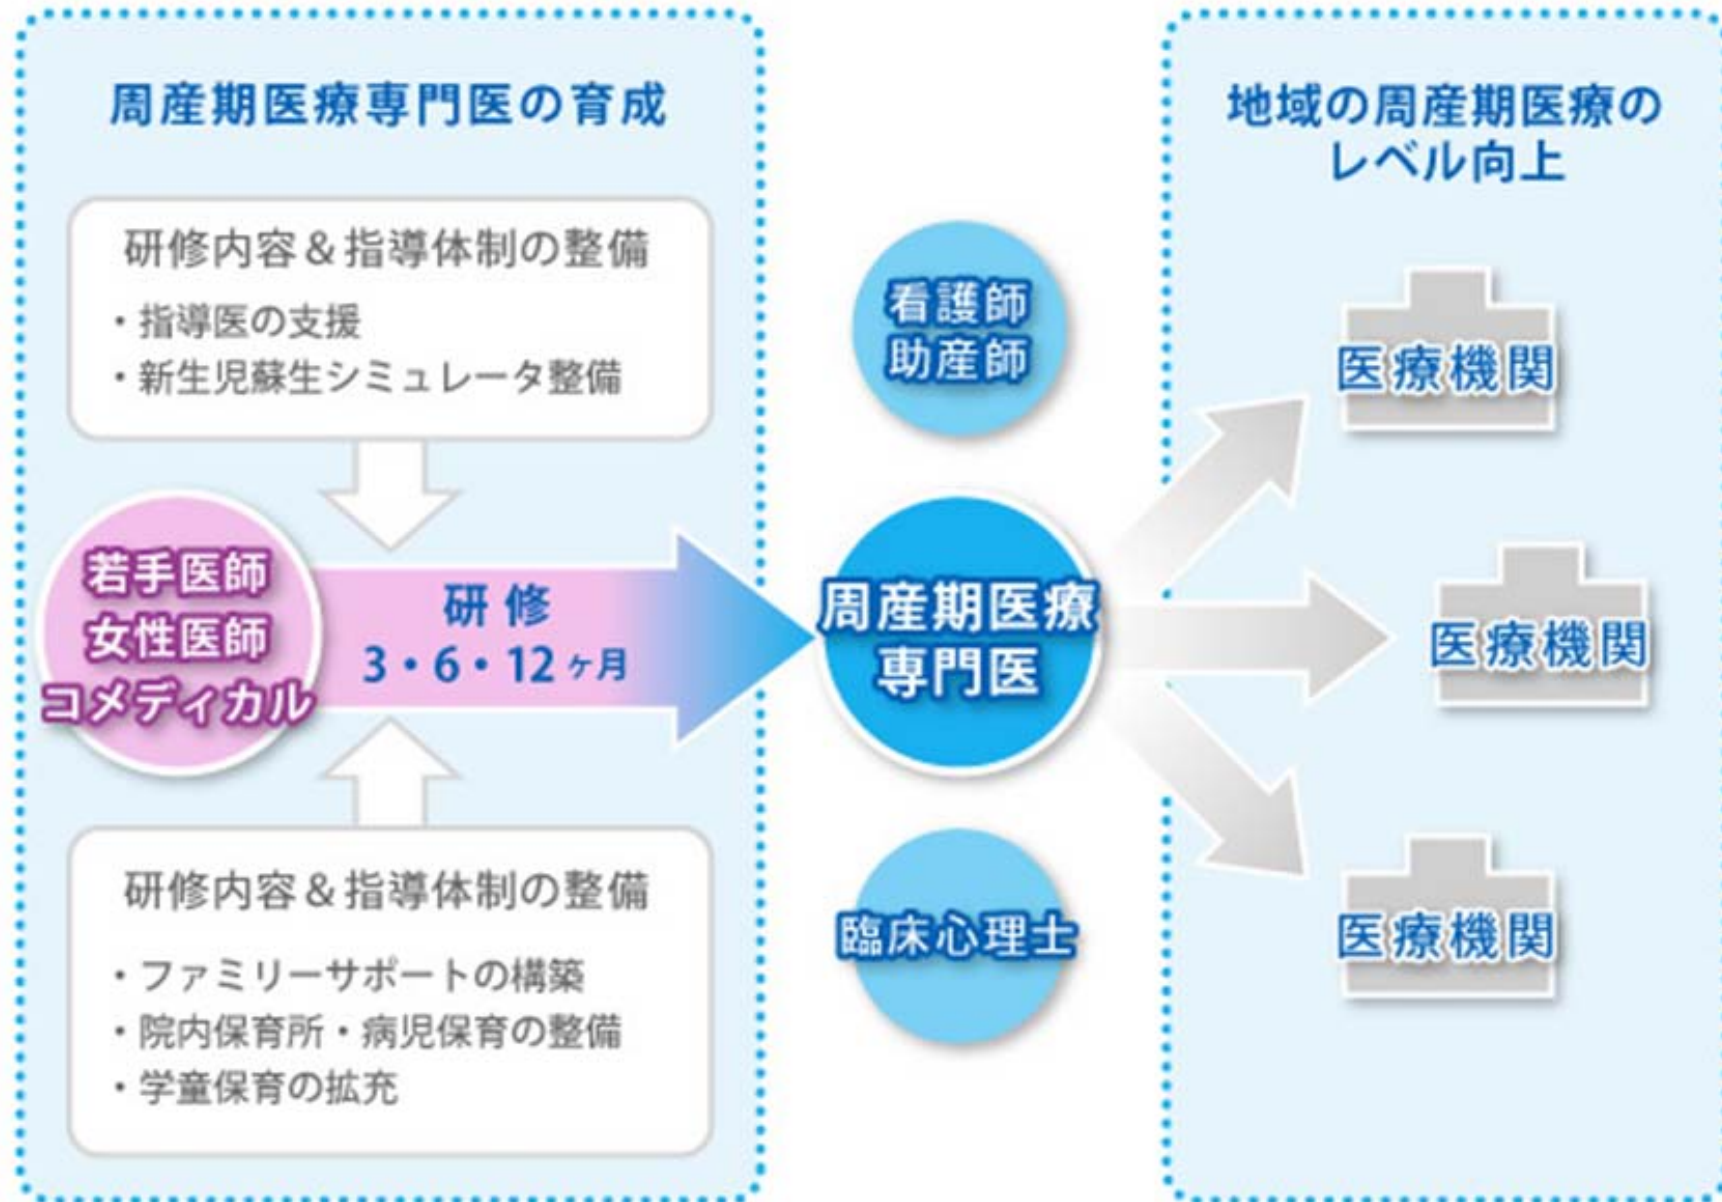 周産期医療専門医の育成
研修内容＆指導体制の整備
・指導医の支援
・新生児蘇生シミュレータ整備
若手医師
女性医師
コメディカル
研修
3・6・12ヶ月
研修内容＆指導体制の整備
・ファミリーサポートの構築
・院内保育所・病児保育の整備
・学童保育の拡充
看護師
助産師
周産期医療
専門医
臨床心理士
地域の周産期医療の
レベル向上
医療機関
医療機関
医療機関